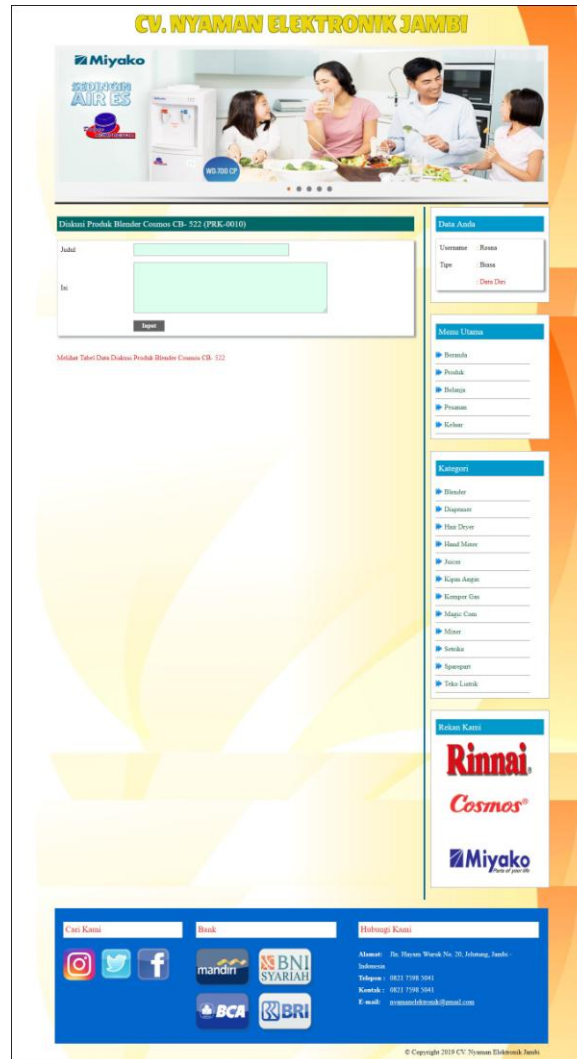 CV. NYAMAN ELEKTRONIK JAMBI
Miyako
SEDINGIN
AIR ES
WD-700 CP
Diskusi Produk Blender Cosmos CB- 522 (PRK-0010)
Judul
Isi
Input
Melihat Tabel Data Diskusi Produk Blender Cosmos CB- 522
Data Anda
Username : Rosna
Tipe : Biasa
: Data Diri
Menu Utama
Beranda
Produk
Belanja
Pesanan
Keluar
Kategori
Blender
Dispenser
Hair Dryer
Hand Mixer
Juicer
Kipas Angin
Kompor Gas
Magic Com
Mixer
Setrika
Sparepart
Teko Listrik
Rekan Kami
Rinnai
Cosmos®
Miyako
Parts of your life
Cari Kami
Bank
mandiri
BNI
SYARIAH
BCA
BRI
Hubungi Kami
Alamat: Jln. Hayam Wuruk No. 20, Jelutung, Jambi -
Indonesia
Telepon : 0821 7598 5041
Kontak : 0821 7598 5041
E-mail: nyamanelektronik@gmail.com
© Copyright 2018 CV. Nyaman Elektronik Jambi